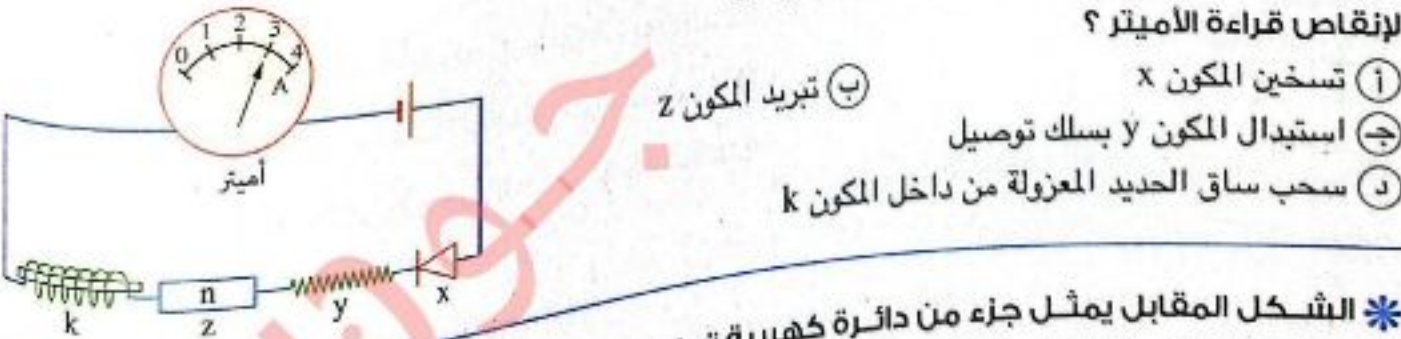 لإنقاص قراءة الأميتر ؟
أ تسخين المكون x
ب تبريد المكون z
جـ استبدال المكون y بسلك توصيل
د سحب ساق الحديد المعزولة من داخل المكون k
0 1 2 3 4
A
أميتر
k
n
z
y
x
* الشكل المقابل يمثل جزء من دائرة كهربية